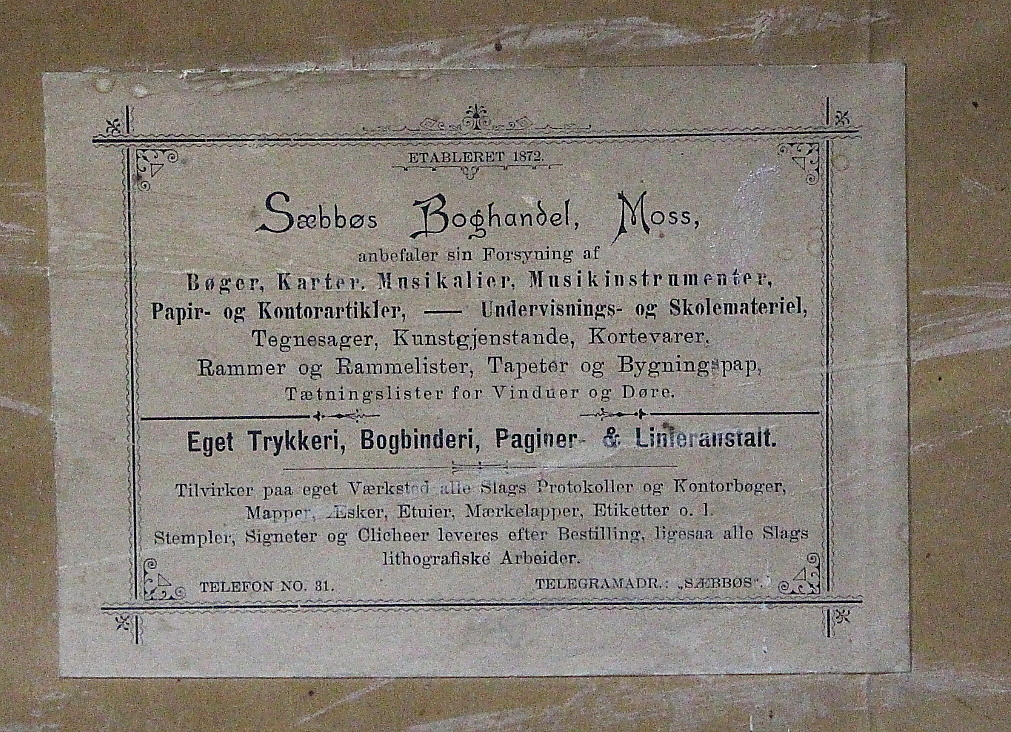 ETABLERET 1872.
Sæbbøs Boghandel, Moss,
anbefaler sin Forsyning af
Bøger, Karter, Musikalier, Musikinstrumenter,
Papir- og Kontorartikler, — Undervisnings- og Skolemateriel,
Tegnesager, Kunstgjenstande, Kortevarer,
Rammer og Rammelister, Tapeter og Bygningspap,
Tætningslister for Vinduer og Døre.
Eget Trykkeri, Bogbinderi, Paginer- & Linieranstalt.
Tilvirker paa eget Værksted alle Slags Protokoller og Kontorbøger,
Mapper, Æsker, Etuier, Mærkelapper, Etiketter o. l.
Stempler, Signeter og Clicheer leveres efter Bestilling, ligesaa alle Slags
lithografiske Arbeider.
TELEFON NO. 31. TELEGRAMADR.: „SÆBBØS“.